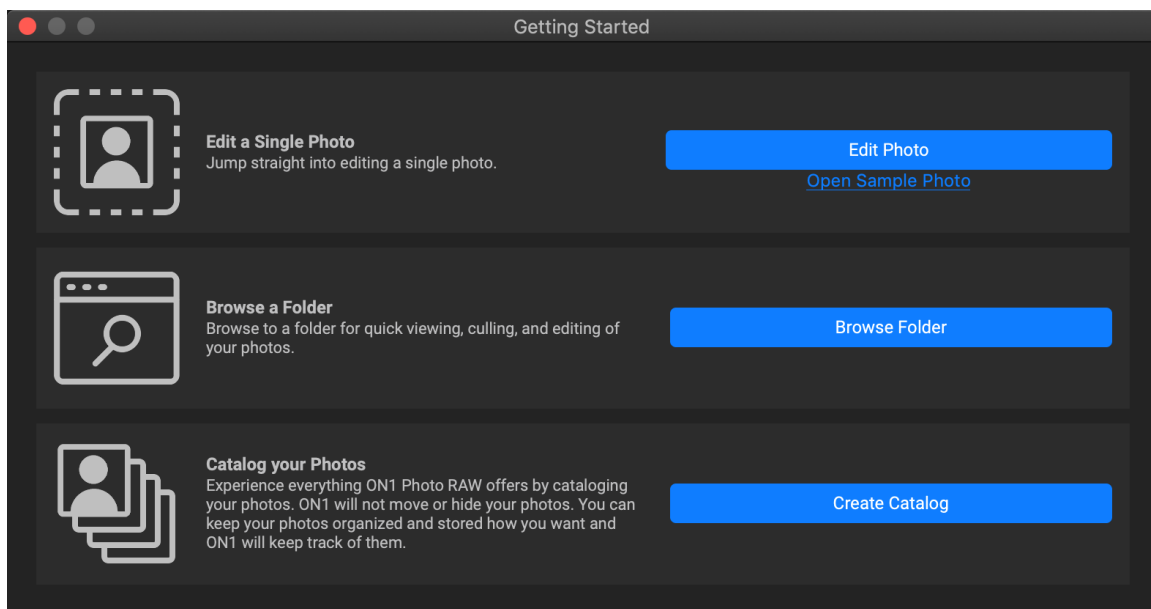 Getting Started
Edit a Single Photo
Jump straight into editing a single photo.
Edit Photo
Open Sample Photo
Browse a Folder
Browse to a folder for quick viewing, culling, and editing of
your photos.
Browse Folder
Catalog your Photos
Experience everything ON1 Photo RAW offers by cataloging
your photos. ON1 will not move or hide your photos. You can
keep your photos organized and stored how you want and
ON1 will keep track of them.
Create Catalog